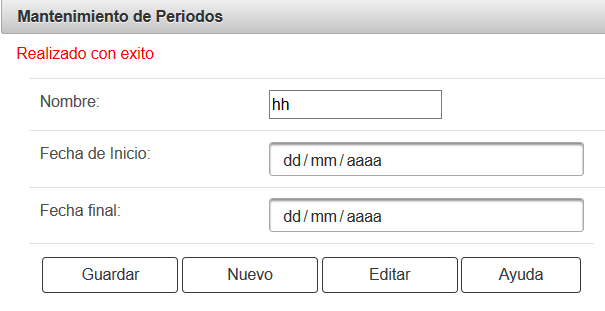 Mantenimiento de Periodos
Realizado con exito
Nombre: hh
Fecha de Inicio: dd/mm/aaaa
Fecha final: dd/mm/aaaa
Guardar Nuevo Editar Ayuda